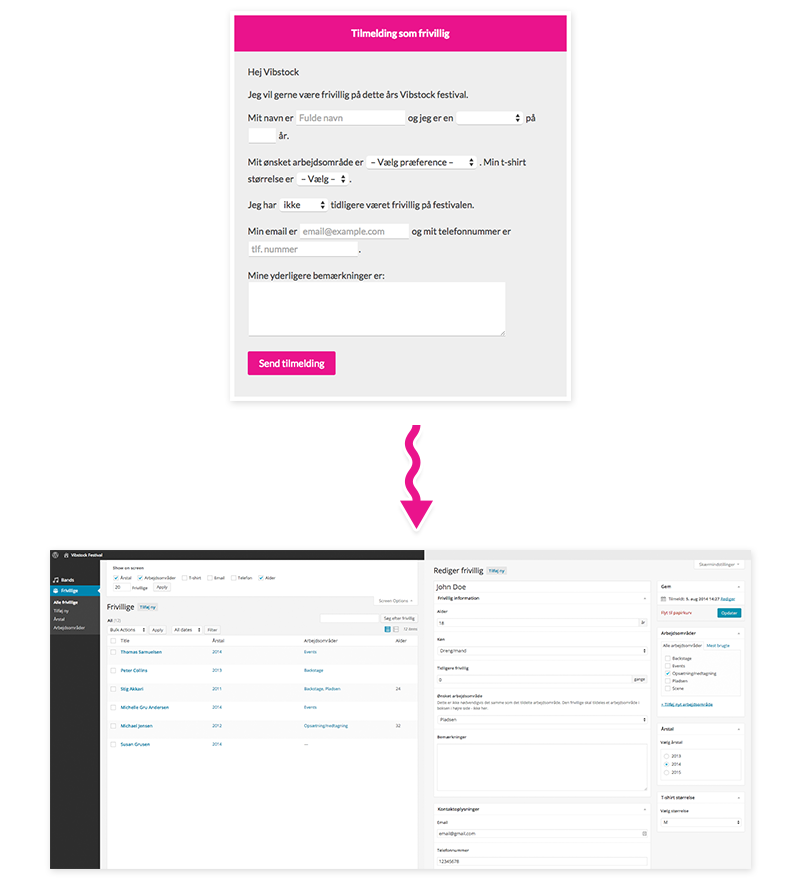 Tilmelding som frivillig
Hej Vibstock
Jeg vil gerne være frivillig på dette års Vibstock festival.
Mit navn er Fulde navn og jeg er en på
år.
Mit ønsket arbejdsområde er – Vælg præference – . Min t-shirt
størrelse er – Vælg – .
Jeg har ikke tidligere været frivillig på festivalen.
Min email er email@example.com og mit telefonnummer er
tlf. nummer .
Mine yderligere bemærkninger er:
Send tilmelding
Vibstock Festival
Bands
Frivillige
Alle frivillige
Tilføj ny
Årstal
Arbejdsområder
Show on screen
Årstal Arbejdsområder T-shirt Email Telefon Alder
20 Frivillige Apply
Screen Options
Frivillige Tilføj ny
All (12)
Søg efter frivillig
Bulk Actions Apply All dates Filter 12 items
Title Årstal Arbejdsområder Alder
Thomas Samuelsen 2014 Events
Peter Collins 2013 Backstage
Stig Akkari 2011 Backstage, Pladsen 24
Michelle Gru Andersen 2014 Events
Michael Jensen 2012 Opsætning/nedtagning 32
Susan Grusen 2014 —
Skærmindstillinger
Rediger frivillig Tilføj ny
John Doe
Frivillig information
Alder
18 år
Køn
Dreng/mand
Tidligere frivillig
0 gange
Ønsket arbejdsområde
Pladsen
Bemærkninger
Kontaktoplysninger
Email
email@gmail.com
Telefonnummer
12345678
Gem
Tilmeldt: 9. aug 2014 14:27 Rediger
Flyt til papirkurv Opdater
Arbejdsområder
Alle arbejdsområder Mest brugte
Backstage
Events
Opsætning/nedtagning
Pladsen
Scene
+ Tilføj nyt arbejdsområde
Årstal
Vælg årstal
2013
2014
2015
T-shirt størrelse
Vælg størrelse
M